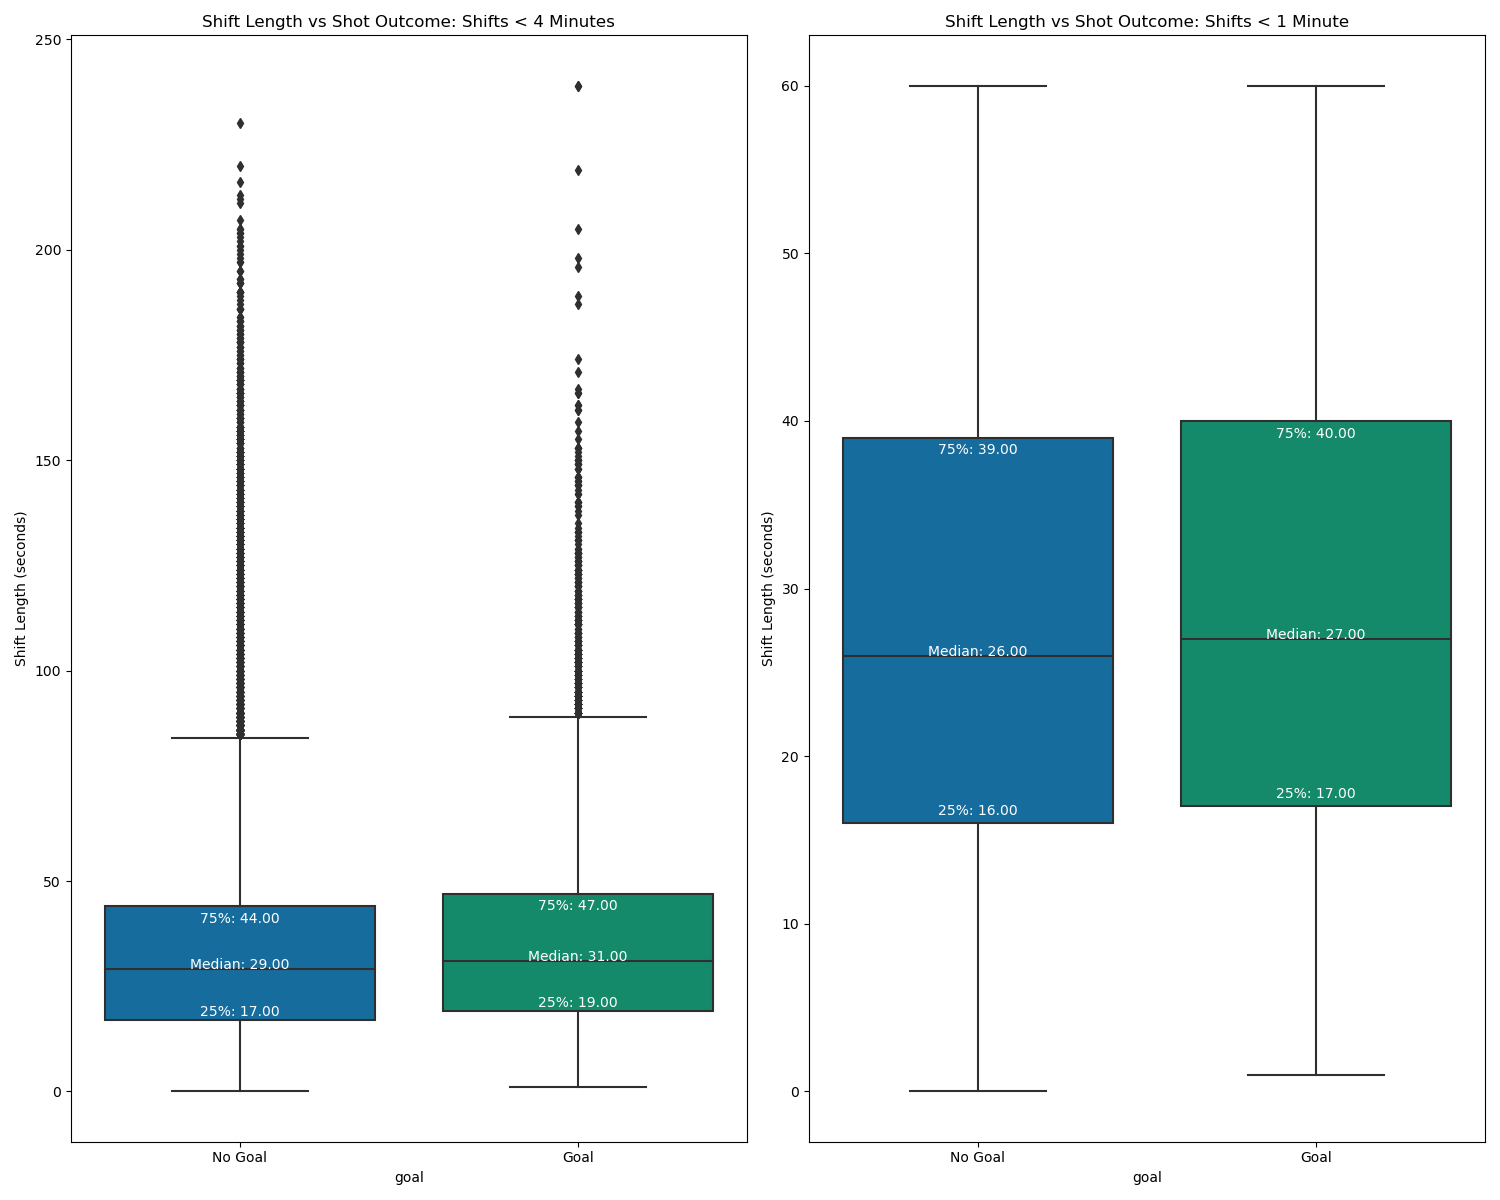 Shift Length vs Shot Outcome: Shifts < 4 Minutes
250
200
150
100
50
0
Shift Length (seconds)
75%: 44.00
Median: 29.00
25%: 17.00
75%: 47.00
Median: 31.00
25%: 19.00
No Goal
Goal
goal
Shift Length vs Shot Outcome: Shifts < 1 Minute
60
50
40
30
20
10
0
Shift Length (seconds)
75%: 39.00
Median: 26.00
25%: 16.00
75%: 40.00
Median: 27.00
25%: 17.00
No Goal
Goal
goal